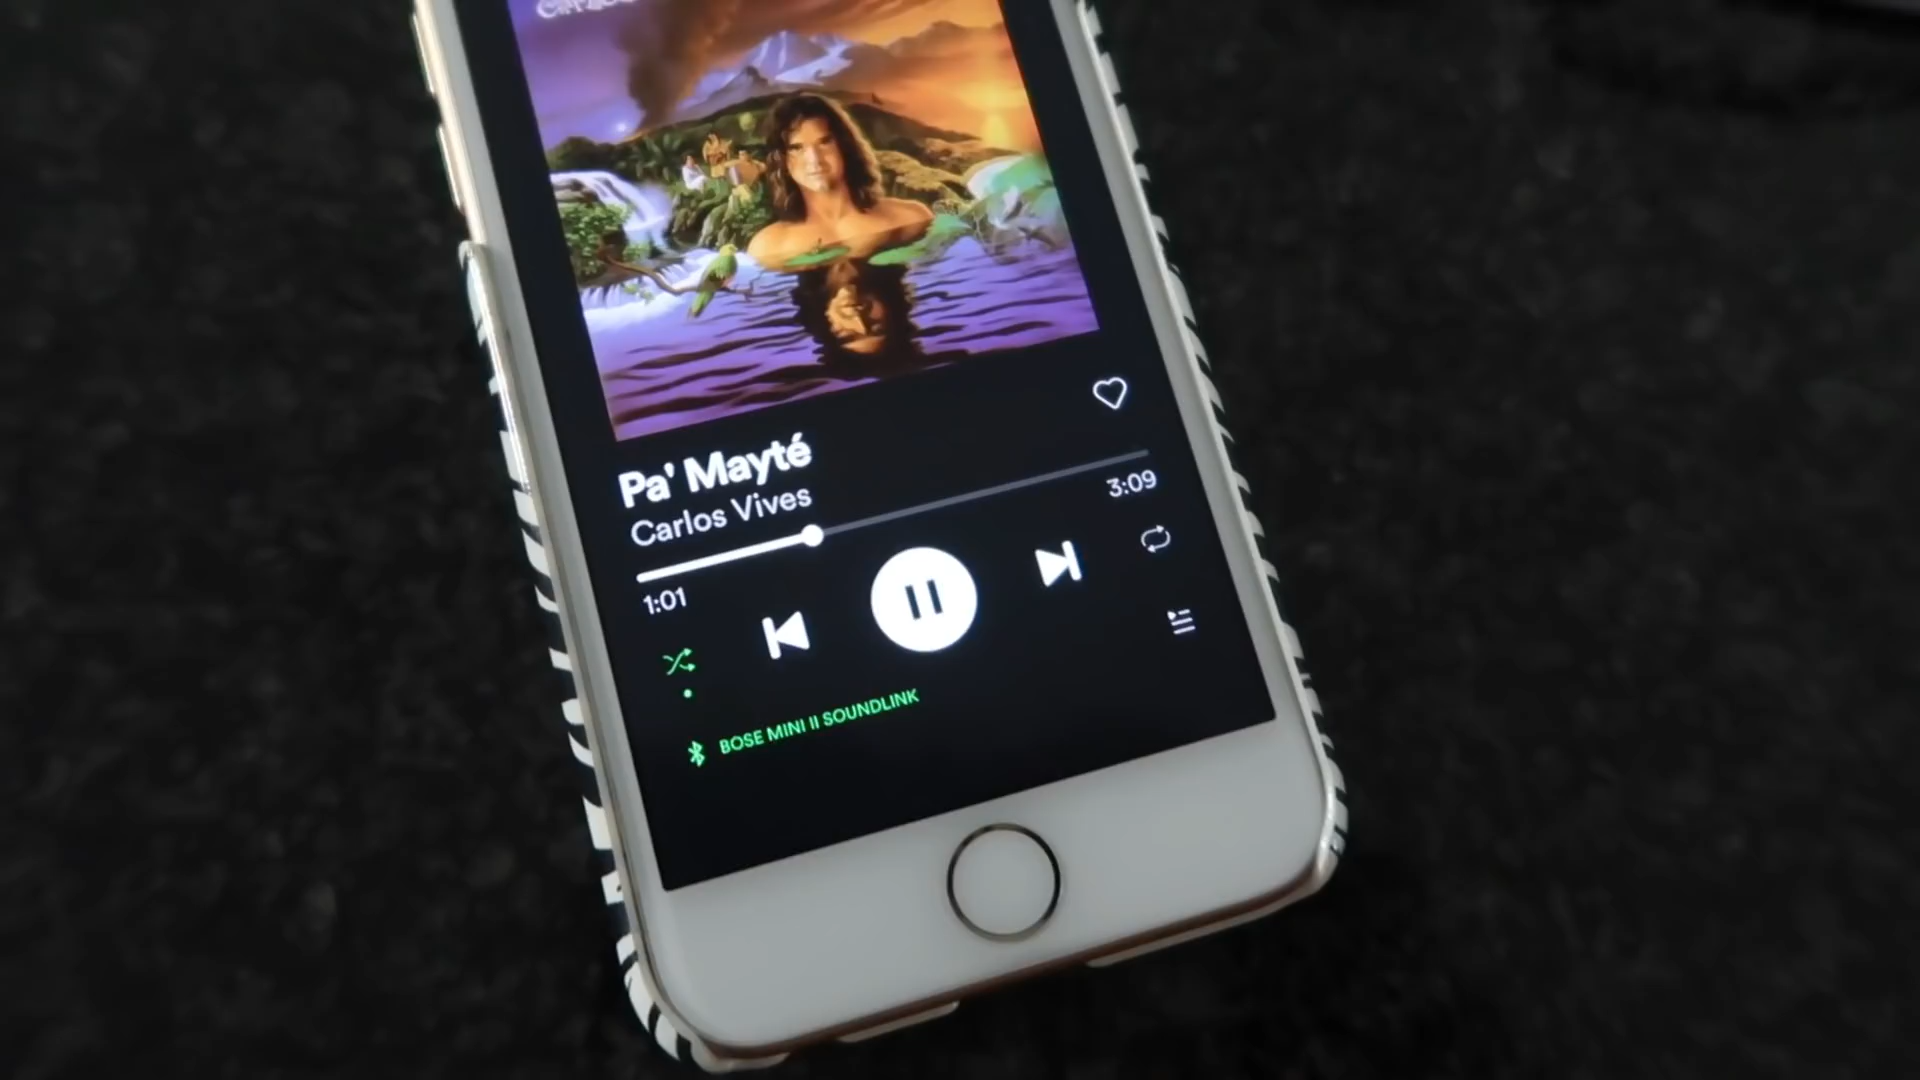 Pa' Mayté
Carlos Vives
1:01
3:09
BOSE MINI II SOUNDLINK